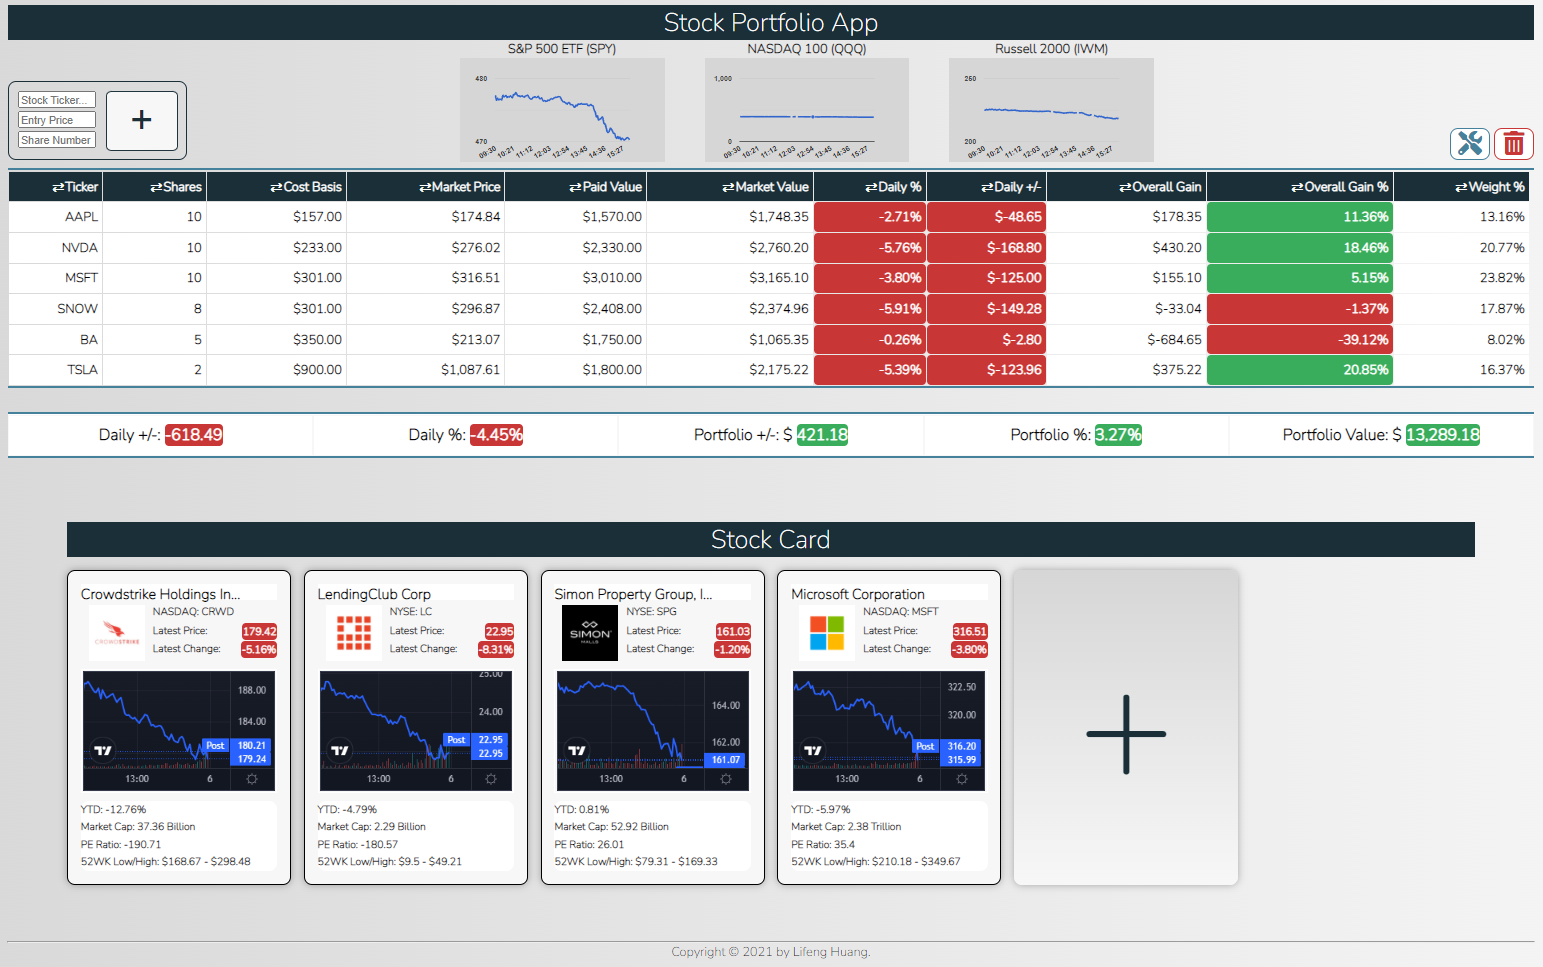 Stock Portfolio App
S&P 500 ETF (SPY)
NASDAQ 100 (QQQ)
Russell 2000 (IWM)
480
470
09:30 10:21 11:12 12:03 12:54 13:45 14:36 15:27
1,000
0
09:30 10:21 11:12 12:03 12:54 13:45 14:36 15:27
250
200
09:30 10:21 11:12 12:03 12:54 13:45 14:36 15:27
Stock Ticker...
Entry Price
Share Number
+
⇄Ticker ⇄Shares ⇄Cost Basis ⇄Market Price ⇄Paid Value ⇄Market Value ⇄Daily % ⇄Daily +/- ⇄Overall Gain ⇄Overall Gain % ⇄Weight %
AAPL 10 $157.00 $174.84 $1,570.00 $1,748.35 -2.71% $-48.65 $178.35 11.36% 13.16%
NVDA 10 $233.00 $276.02 $2,330.00 $2,760.20 -5.76% $-168.80 $430.20 18.46% 20.77%
MSFT 10 $301.00 $316.51 $3,010.00 $3,165.10 -3.80% $-125.00 $155.10 5.15% 23.82%
SNOW 8 $301.00 $296.87 $2,408.00 $2,374.96 -5.91% $-149.28 $-33.04 -1.37% 17.87%
BA 5 $350.00 $213.07 $1,750.00 $1,065.35 -0.26% $-2.80 $-684.65 -39.12% 8.02%
TSLA 2 $900.00 $1,087.61 $1,800.00 $2,175.22 -5.39% $-123.96 $375.22 20.85% 16.37%
Daily +/-: -618.49 Daily %: -4.45% Portfolio +/-: $ 421.18 Portfolio %: 3.27% Portfolio Value: $ 13,289.18
Stock Card
Crowdstrike Holdings In...
NASDAQ: CRWD
CROWDSTRIKE
Latest Price: 179.42
Latest Change: -5.16%
188.00
184.00
Post 180.21
179.24
13:00 6
YTD: -12.76%
Market Cap: 37.36 Billion
PE Ratio: -190.71
52WK Low/High: $168.67 - $298.48
LendingClub Corp
NYSE: LC
Latest Price: 22.95
Latest Change: -8.31%
25.00
24.00
Post 22.95
22.95
13:00 6
YTD: -4.79%
Market Cap: 2.29 Billion
PE Ratio: -180.57
52WK Low/High: $9.5 - $49.21
Simon Property Group, I...
NYSE: SPG
SIMON
MALLS
Latest Price: 161.03
Latest Change: -1.20%
164.00
162.00
161.07
13:00 6
YTD: 0.81%
Market Cap: 52.92 Billion
PE Ratio: 26.01
52WK Low/High: $79.31 - $169.33
Microsoft Corporation
NASDAQ: MSFT
Latest Price: 316.51
Latest Change: -3.80%
322.50
320.00
Post 316.20
315.99
13:00 6
YTD: -5.97%
Market Cap: 2.38 Trillion
PE Ratio: 35.4
52WK Low/High: $210.18 - $349.67
Copyright © 2021 by Lifeng Huang.